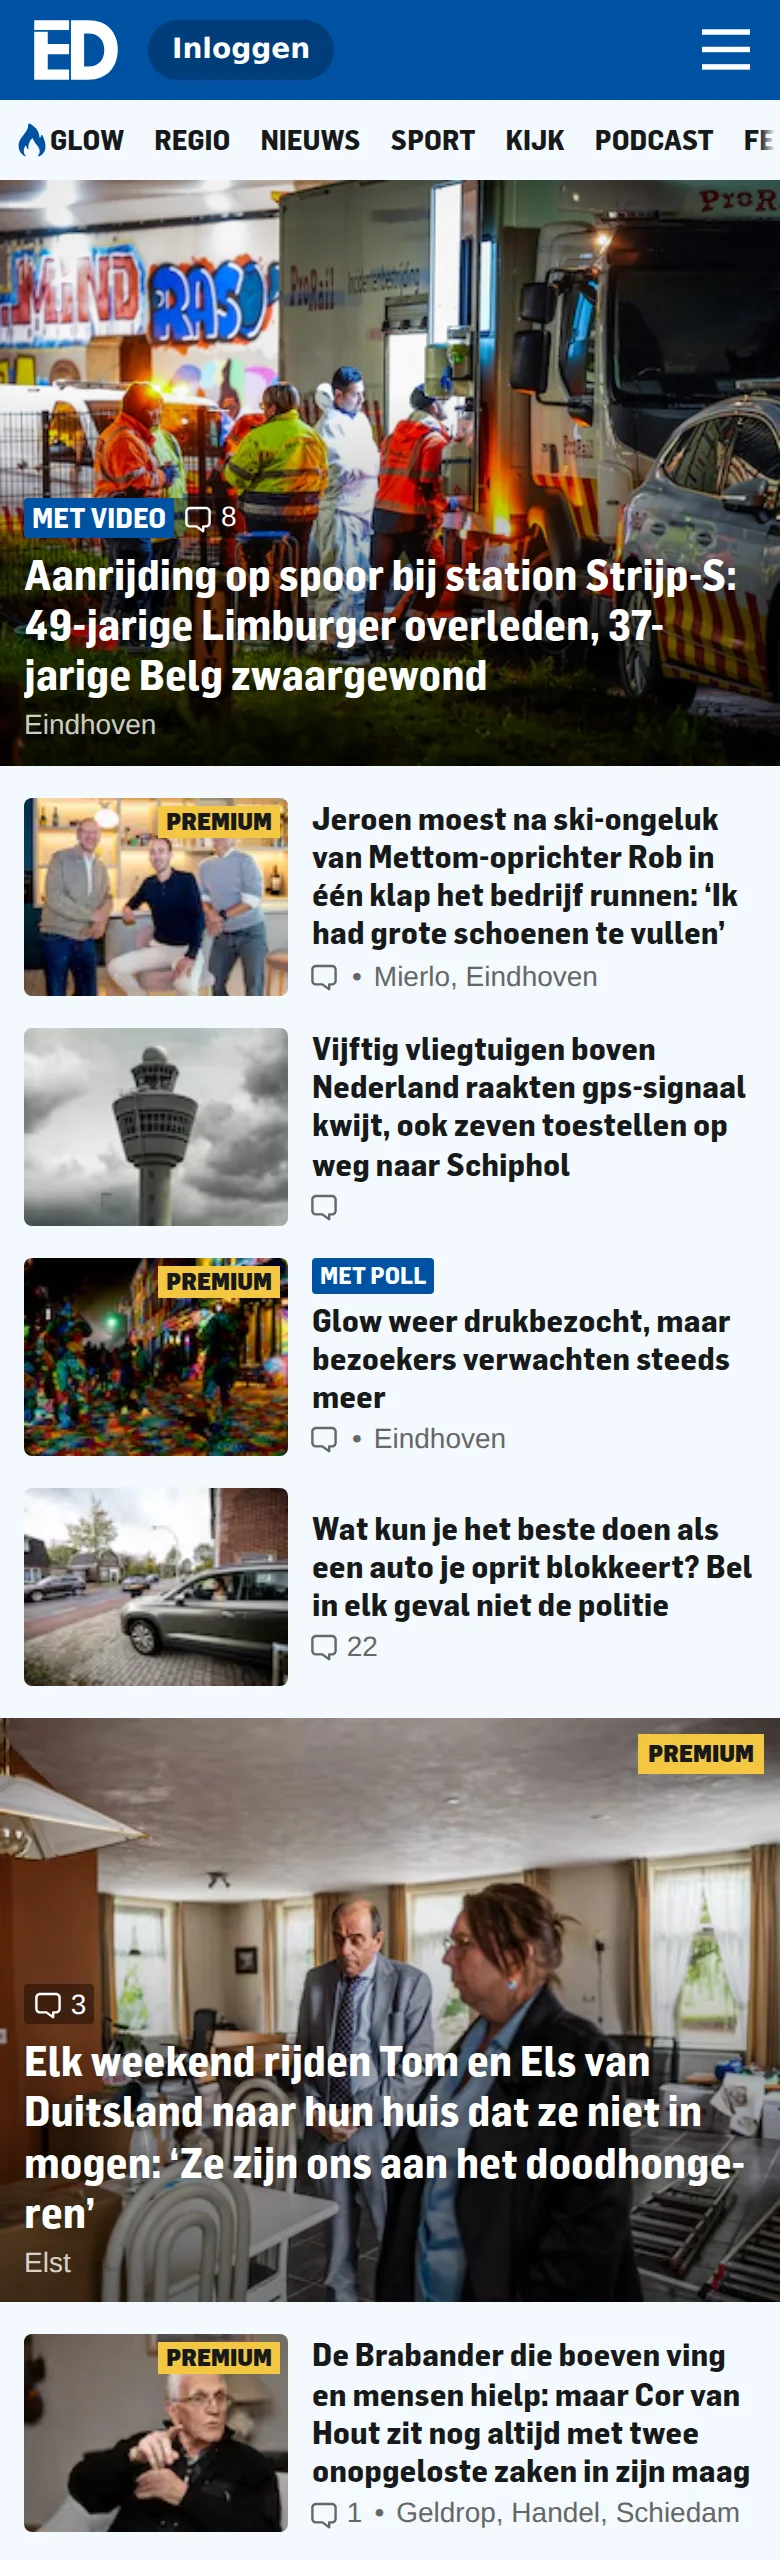 ED
Inloggen
GLOW REGIO NIEUWS SPORT KIJK PODCAST FE
ProR
MIND
RASO
ProRail
MET VIDEO 8
Aanrijding op spoor bij station Strijp-S:
49-jarige Limburger overleden, 37-
jarige Belg zwaargewond
Eindhoven
PREMIUM
Jeroen moest na ski-ongeluk
van Mettom-oprichter Rob in
één klap het bedrijf runnen: ‘Ik
had grote schoenen te vullen’
• Mierlo, Eindhoven
Vijftig vliegtuigen boven
Nederland raakten gps-signaal
kwijt, ook zeven toestellen op
weg naar Schiphol
PREMIUM
MET POLL
Glow weer drukbezocht, maar
bezoekers verwachten steeds
meer
• Eindhoven
Wat kun je het beste doen als
een auto je oprit blokkeert? Bel
in elk geval niet de politie
22
PREMIUM
3
Elk weekend rijden Tom en Els van
Duitsland naar hun huis dat ze niet in
mogen: ‘Ze zijn ons aan het doodhonge-
ren’
Elst
PREMIUM
De Brabander die boeven ving
en mensen hielp: maar Cor van
Hout zit nog altijd met twee
onopgeloste zaken in zijn maag
1 • Geldrop, Handel, Schiedam